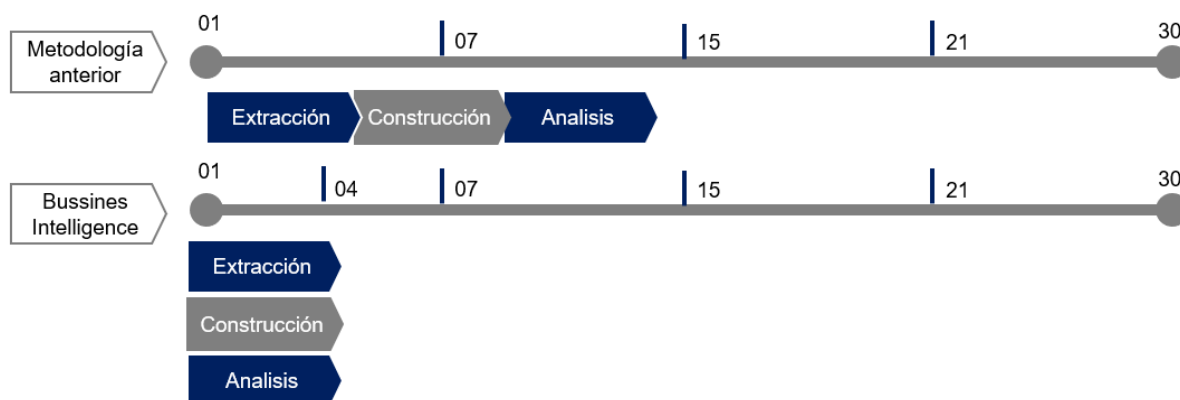 01
07
15
21
30
Metodología
anterior
Extracción
Construcción
Analisis
01
04
07
15
21
30
Bussines
Intelligence
Extracción
Construcción
Analisis